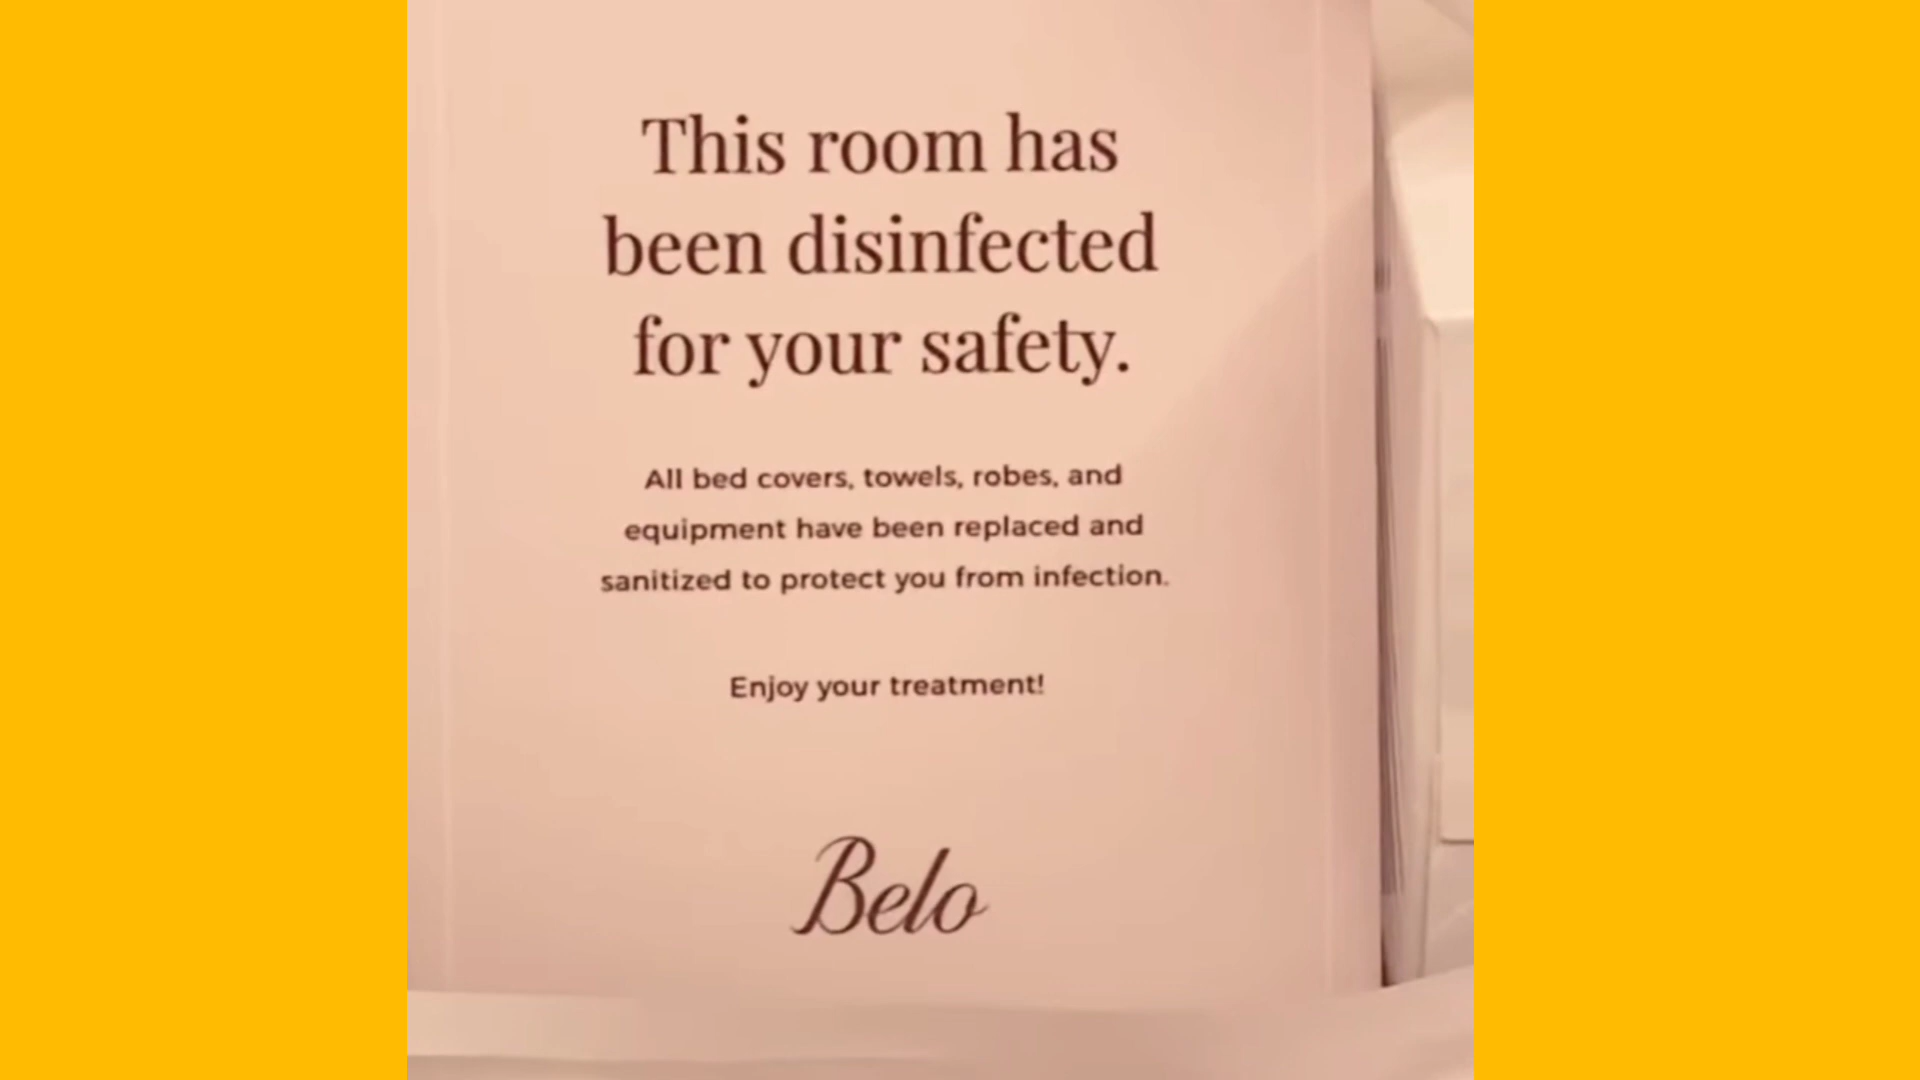 This room has
been disinfected
for your safety.
All bed covers, towels, robes, and
equipment have been replaced and
sanitized to protect you from infection.
Enjoy your treatment!
Belo